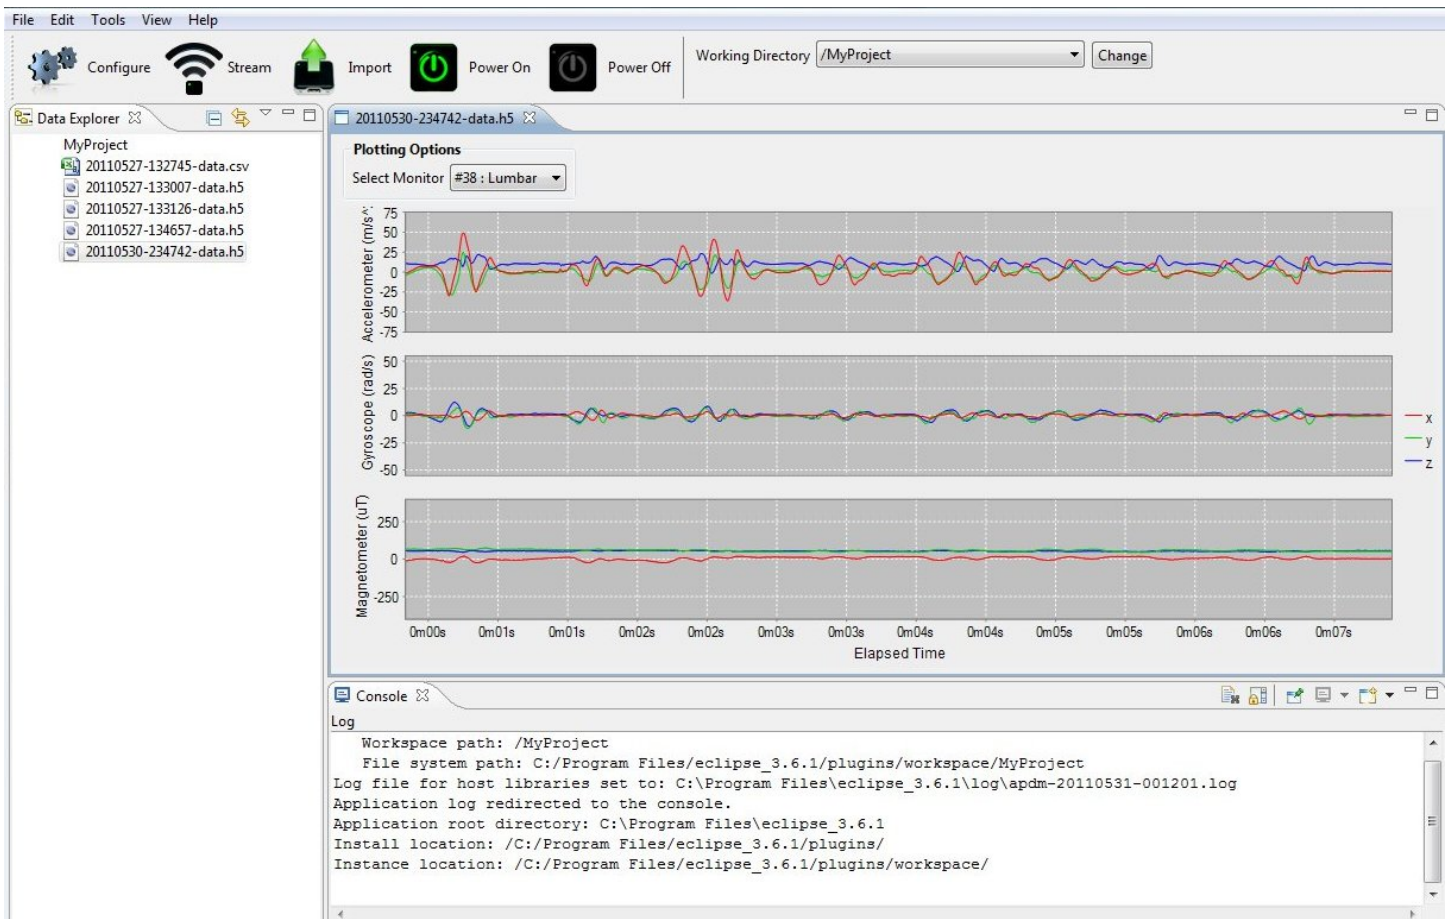 File Edit Tools View Help
Configure Stream Import Power On Power Off Working Directory /MyProject Change
Data Explorer
MyProject
20110527-132745-data.csv
20110527-133007-data.h5
20110527-133126-data.h5
20110527-134657-data.h5
20110530-234742-data.h5
20110530-234742-data.h5
Plotting Options
Select Monitor #38 : Lumbar
Accelerometer (m/s^
75
50
25
0
-25
-50
-75
Gyroscope (rad/s)
50
25
0
-25
-50
Magnetometer (uT)
250
0
-250
0m00s 0m01s 0m01s 0m02s 0m02s 0m03s 0m03s 0m04s 0m04s 0m05s 0m05s 0m06s 0m06s 0m07s
Elapsed Time
x
y
z
Console
Log
Workspace path: /MyProject
File system path: C:/Program Files/eclipse_3.6.1/plugins/workspace/MyProject
Log file for host libraries set to: C:\Program Files\eclipse_3.6.1\log\apdm-20110531-001201.log
Application log redirected to the console.
Application root directory: C:\Program Files\eclipse_3.6.1
Install location: /C:/Program Files/eclipse_3.6.1/plugins/
Instance location: /C:/Program Files/eclipse_3.6.1/plugins/workspace/